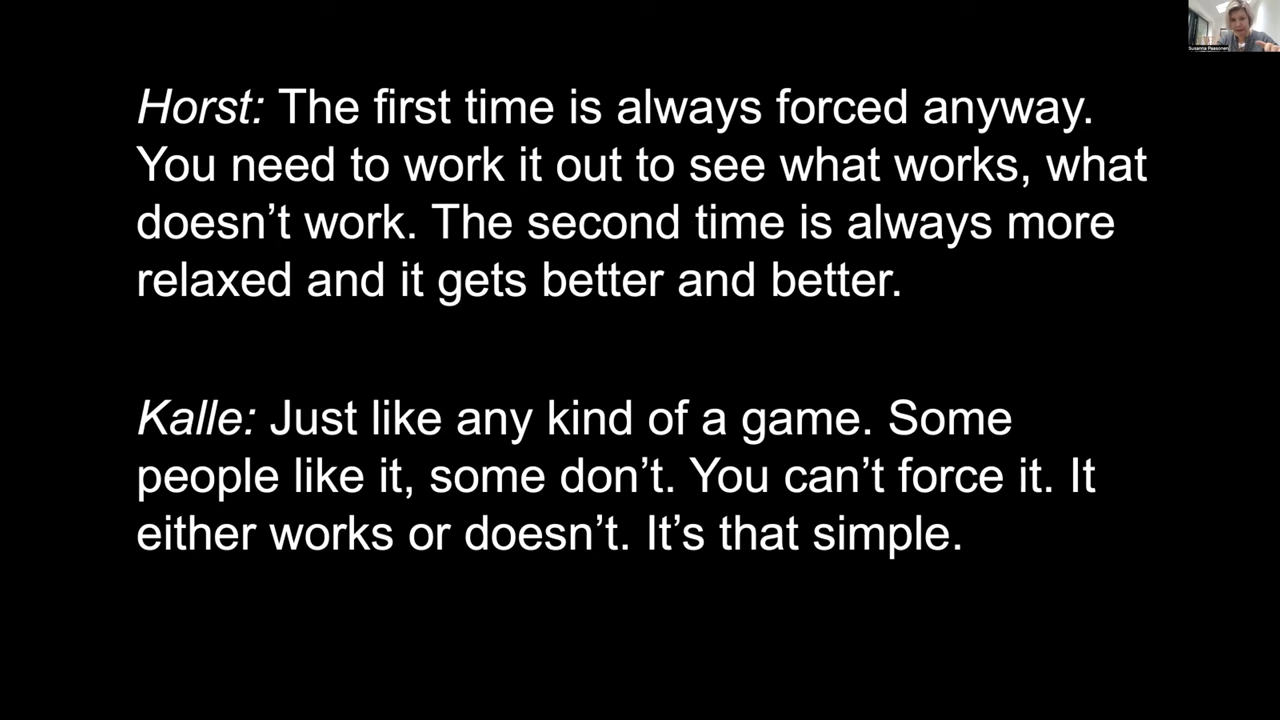 Susanna Paasonen
Horst: The first time is always forced anyway.
You need to work it out to see what works, what
doesn’t work. The second time is always more
relaxed and it gets better and better.
Kalle: Just like any kind of a game. Some
people like it, some don’t. You can’t force it. It
either works or doesn’t. It’s that simple.